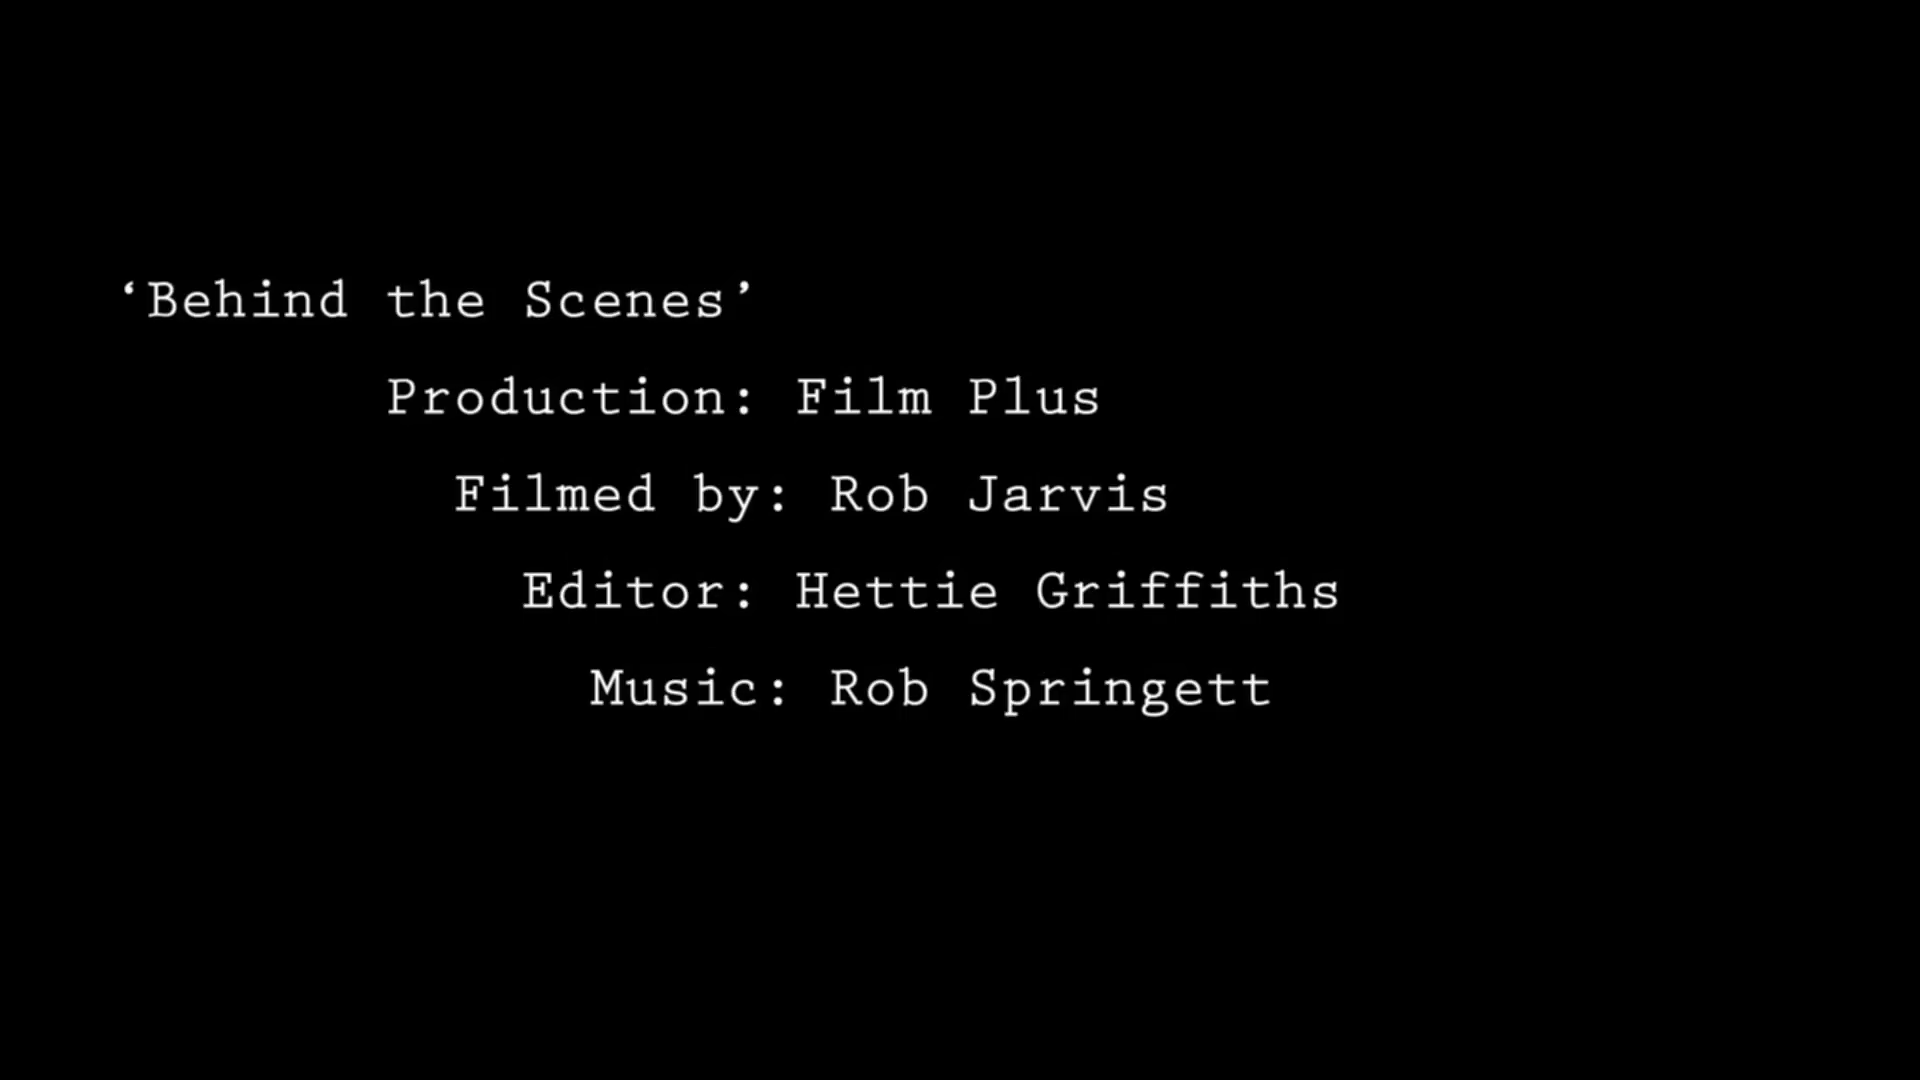 ‘Behind the Scenes’
Production: Film Plus
Filmed by: Rob Jarvis
Editor: Hettie Griffiths
Music: Rob Springett